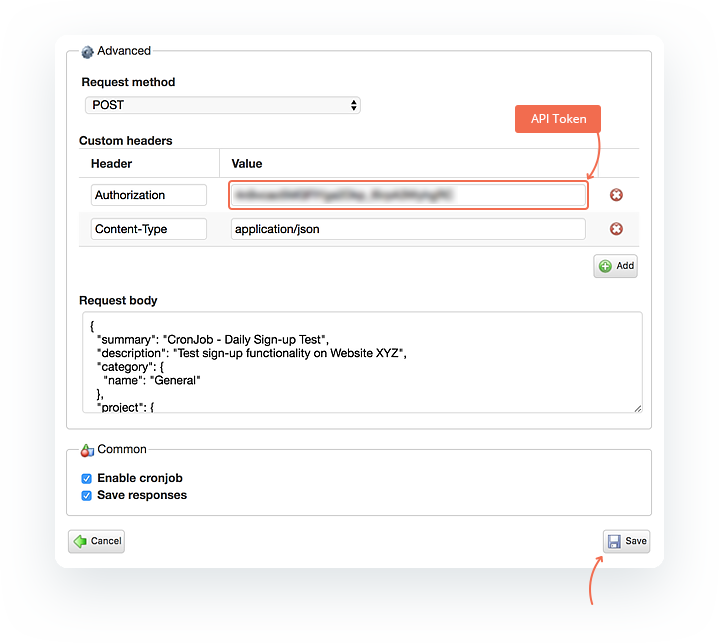 Advanced
Request method
POST
API Token
Custom headers
Header Value
Authorization
Content-Type application/json
Add
Request body
{
"summary": "CronJob - Daily Sign-up Test",
"description": "Test sign-up functionality on Website XYZ",
"category": {
"name": "General"
},
"project": {
Common
Enable cronjob
Save responses
Cancel Save